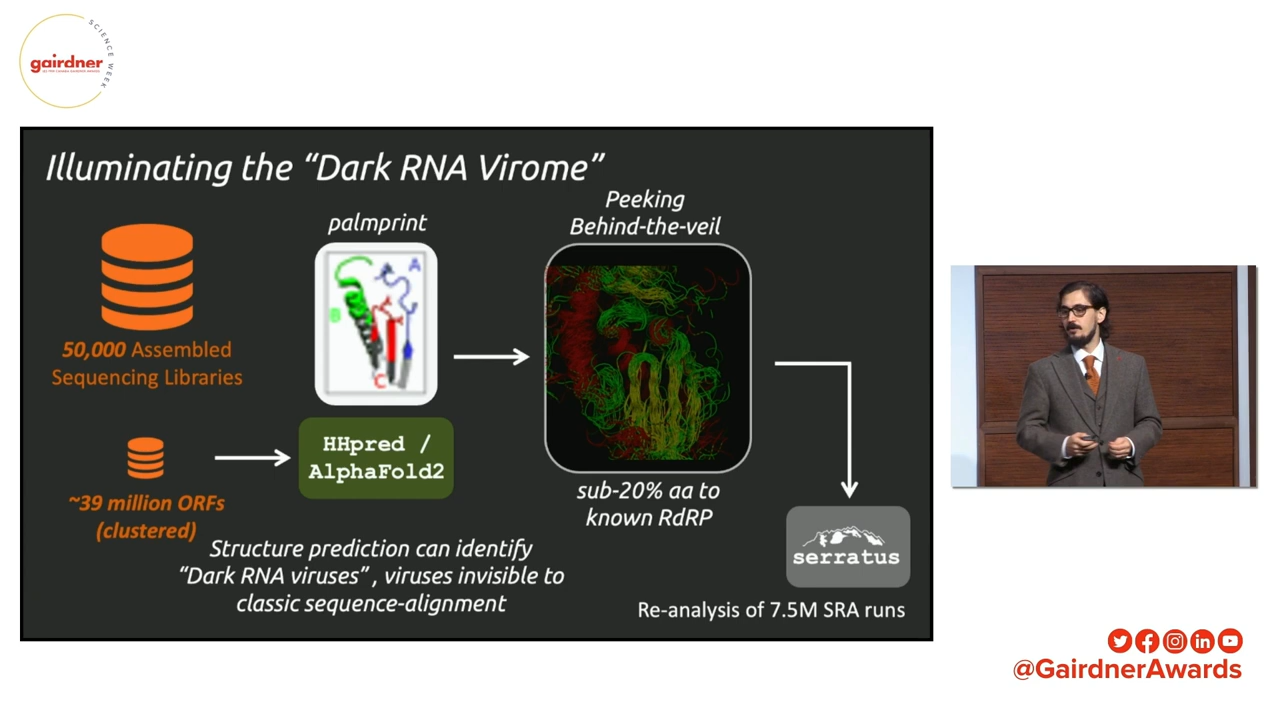 SCIENCE WEEK
gairdner
Illuminating the “Dark RNA Virome”
palmprint
Peeking
Behind-the-veil
A
B
C
50,000 Assembled
Sequencing Libraries
HHpred /
AlphaFold2
~39 million ORFs
(clustered)
sub-20% aa to
known RdRP
Structure prediction can identify
“Dark RNA viruses” , viruses invisible to
classic sequence-alignment
serratus
Re-analysis of 7.5M SRA runs
@GairdnerAwards